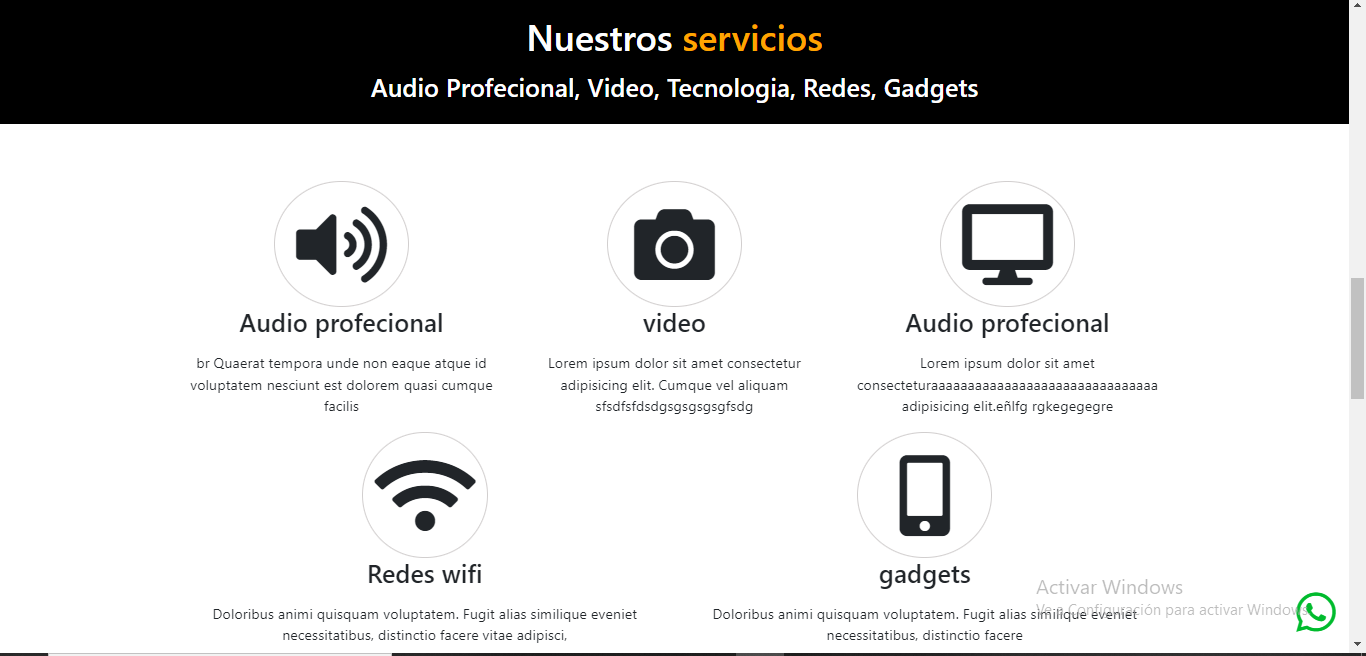 Nuestros servicios
Audio Profecional, Video, Tecnologia, Redes, Gadgets
Audio profecional
br Quaerat tempora unde non eaque atque id
voluptatem nesciunt est dolorem quasi cumque
facilis
video
Lorem ipsum dolor sit amet consectetur
adipisicing elit. Cumque vel aliquam
sfsdfsfdsdgsgsgsgsgfsdg
Audio profecional
Lorem ipsum dolor sit amet
consecteturaaaaaaaaaaaaaaaaaaaaaaaaaaaaaaa
adipisicing elit.eñlfg rgkegegegre
Redes wifi
Doloribus animi quisquam voluptatem. Fugit alias similique eveniet
necessitatibus, distinctio facere vitae adipisci,
gadgets
Doloribus animi quisquam voluptatem. Fugit alias similique eveniet
necessitatibus, distinctio facere
Activar Windows
Ve a Configuración para activar Windows.